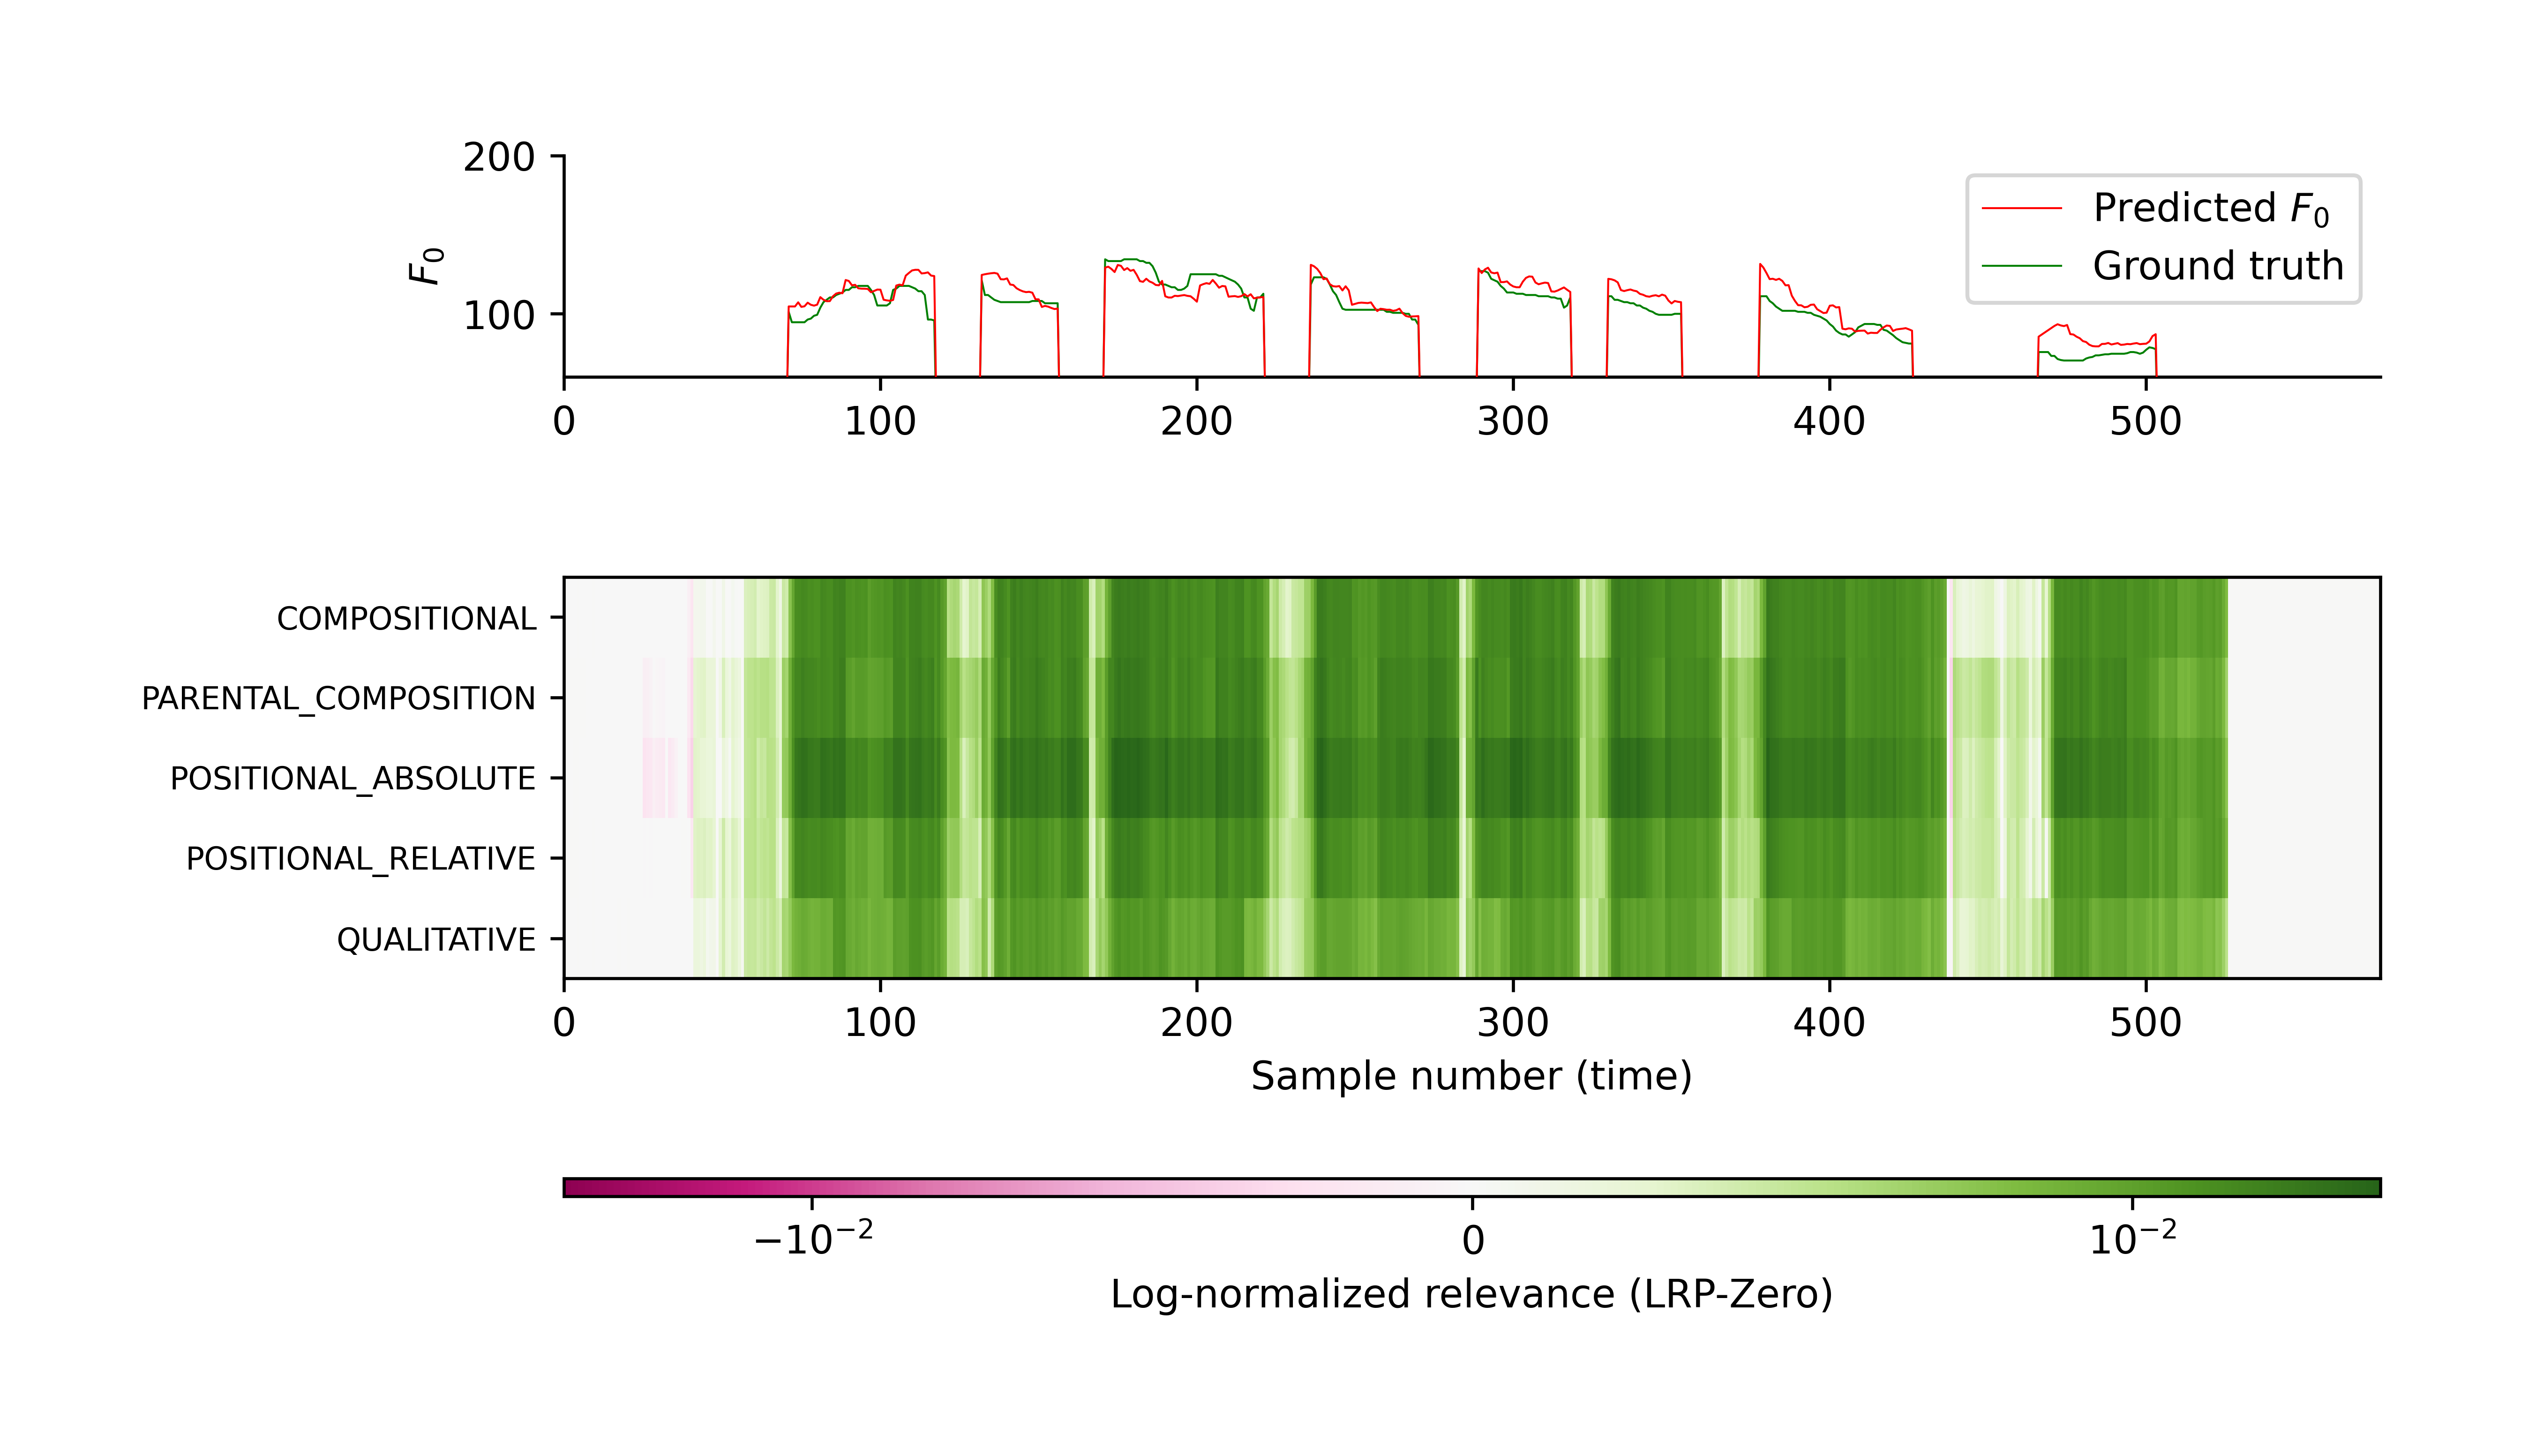 200
100
F₀
Predicted F₀
Ground truth
0 100 200 300 400 500
COMPOSITIONAL
PARENTAL_COMPOSITION
POSITIONAL_ABSOLUTE
POSITIONAL_RELATIVE
QUALITATIVE
0 100 200 300 400 500
Sample number (time)
−10⁻² 0 10⁻²
Log-normalized relevance (LRP-Zero)